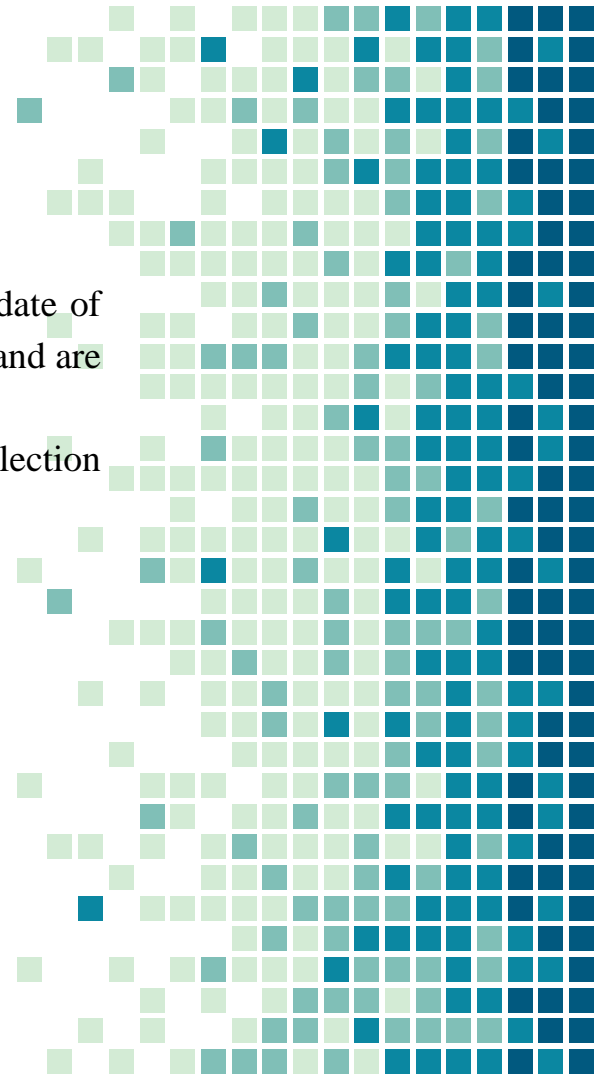 date of
and are
lection